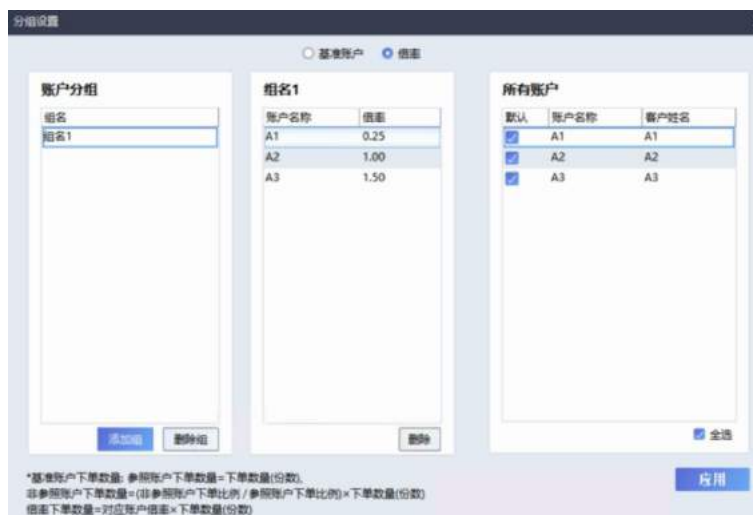 分组设置
基准账户 倍率
账户分组
组名
组名1
添加组 删除组
组名1
账户名称 倍率
A1 0.25
A2 1.00
A3 1.50
删除
所有账户
默认 账户名称 客户姓名
A1 A1
A2 A2
A3 A3
全选
*基准账户下单数量: 参照账户下单数量=下单数量(份数),
非参照账户下单数量=(非参照账户下单比例 / 参照账户下单比例)×下单数量(份数)
倍率下单数量=对应账户倍率×下单数量(份数)
应用